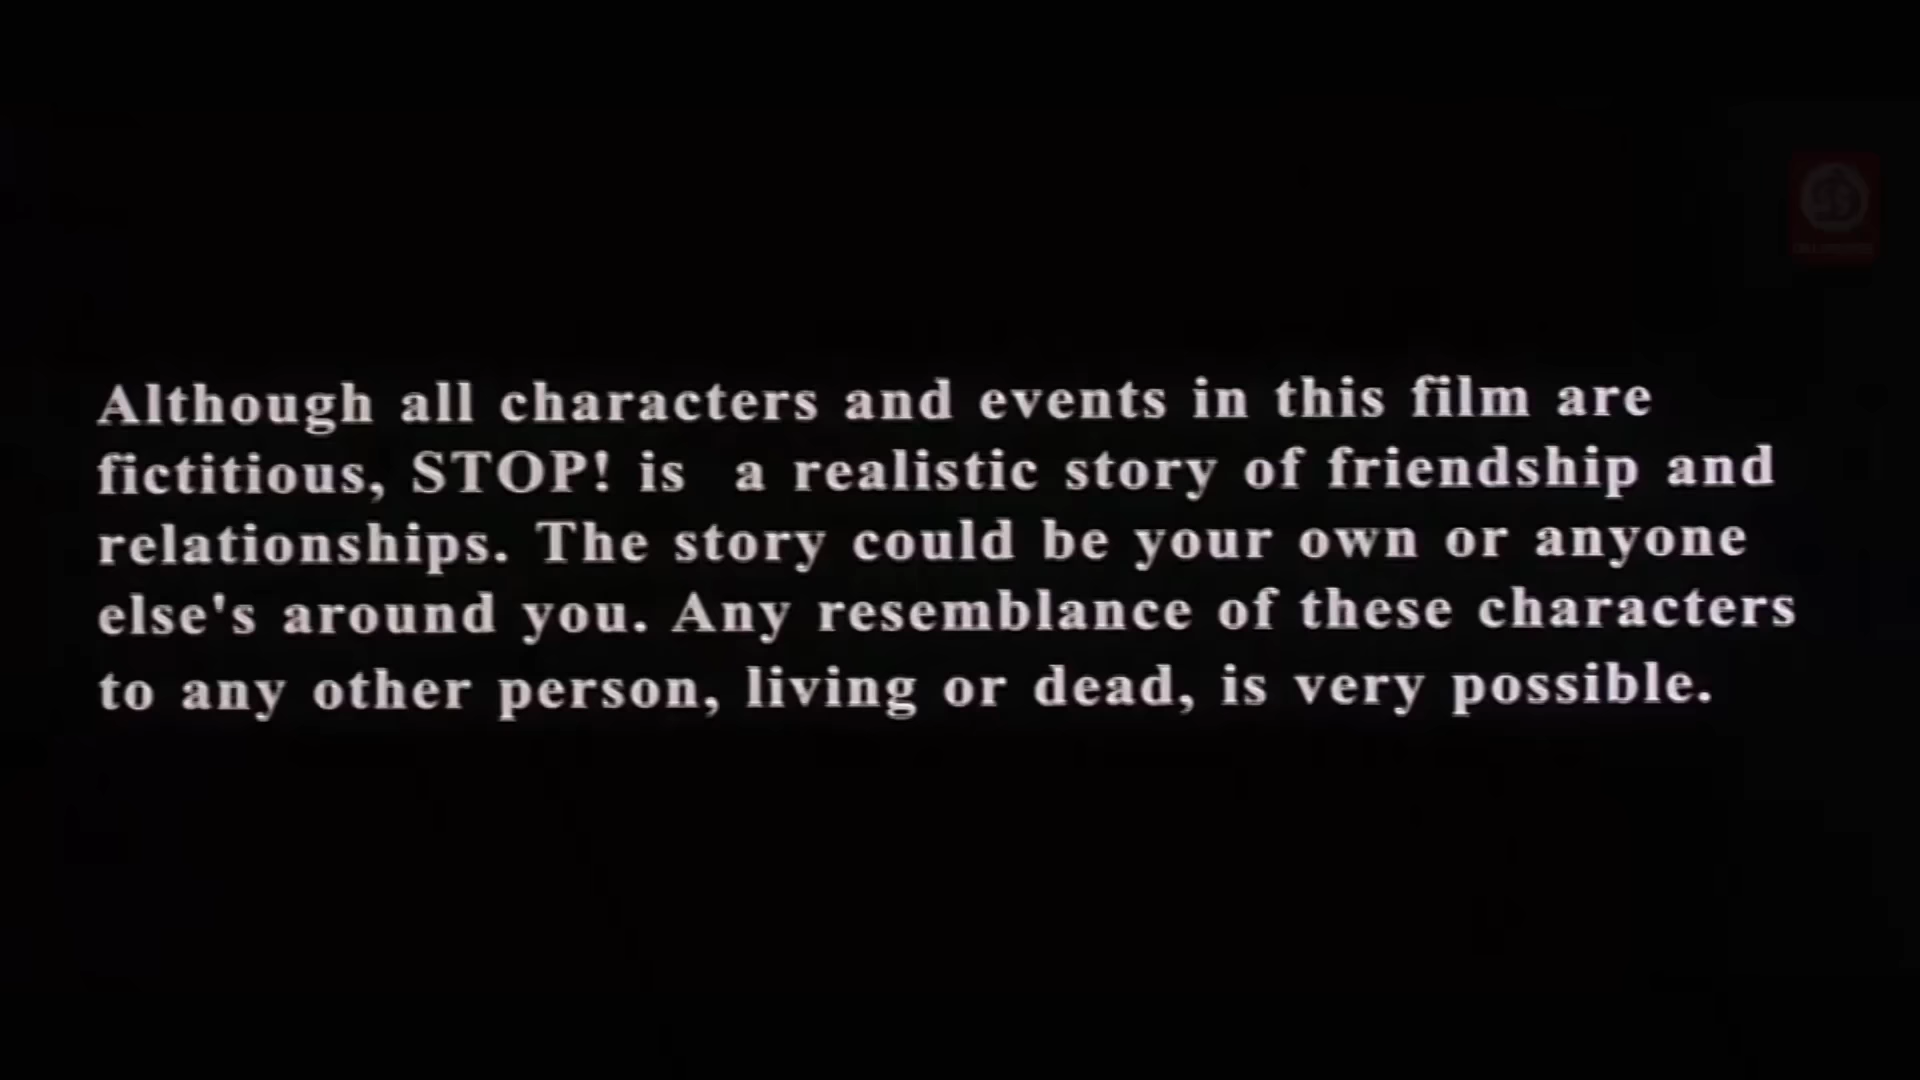 Although all characters and events in this film are
fictitious, STOP! is a realistic story of friendship and
relationships. The story could be your own or anyone
else's around you. Any resemblance of these characters
to any other person, living or dead, is very possible.